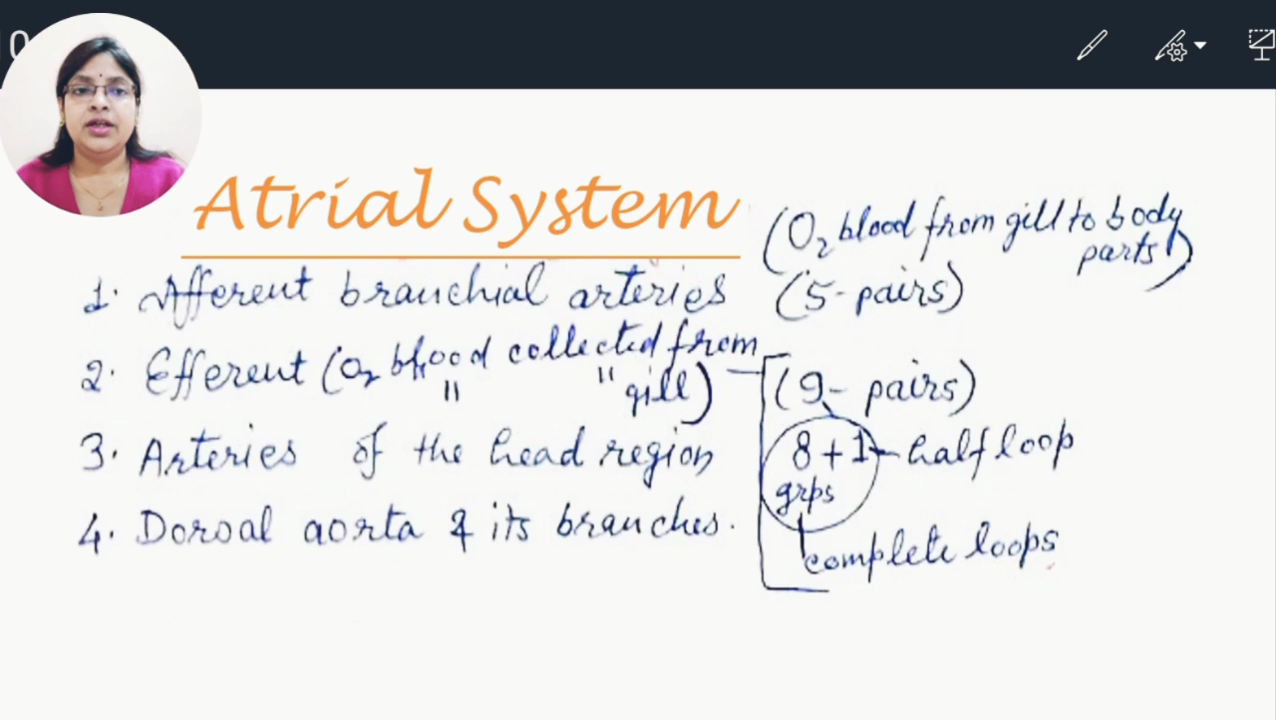 10
Atrial System
(O₂ blood from gill to body parts)
1. Afferent branchial arteries (5-pairs)
2. Efferent (O₂ blood collected from gill) (9- pairs)
" "
8 + 1 - half loop
grps
complete loops
3. Arteries of the head region
4. Dorsal aorta & its branches.